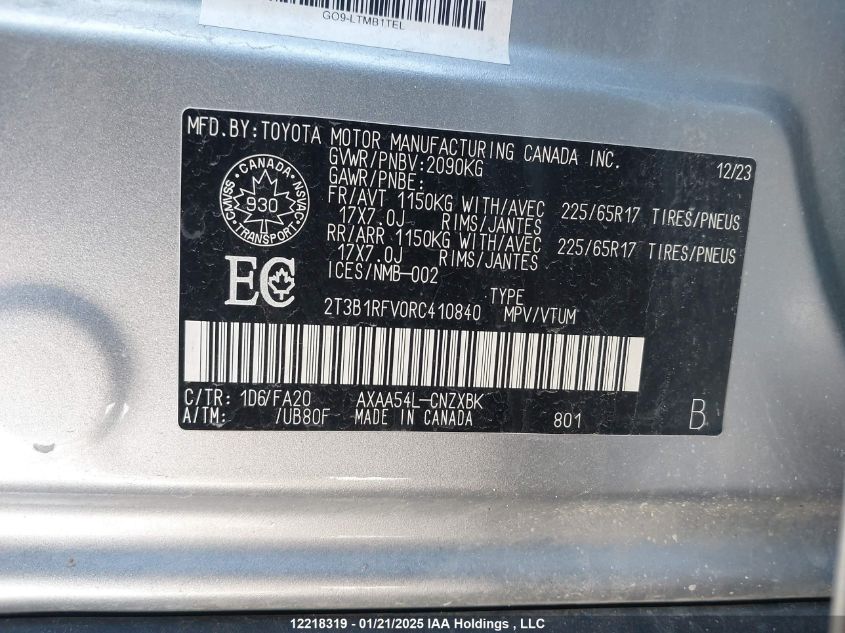 GO9-LTMB1TEL
MFD.BY:TOYOTA MOTOR MANUFACTURING CANADA INC.
12/23
GVWR/PNBV:2090KG
GAWR/PNBE:
FR/AVT 1150KG WITH/AVEC 225/65R17 TIRES/PNEUS
17X7.0J RIMS/JANTES
RR/ARR 1150KG WITH/AVEC 225/65R17 TIRES/PNEUS
17X7.0J RIMS/JANTES
ICES/NMB-002
CANADA
CMVSS 930 NSVAC
TRANSPORT
EC
TYPE
2T3B1RFV0RC410840 MPV/VTUM
C/TR: 1D6/FA20 AXAA54L-CNZXBK
A/TM: /UB80F MADE IN CANADA 801 B
12218319 - 01/21/2025 IAA Holdings , LLC